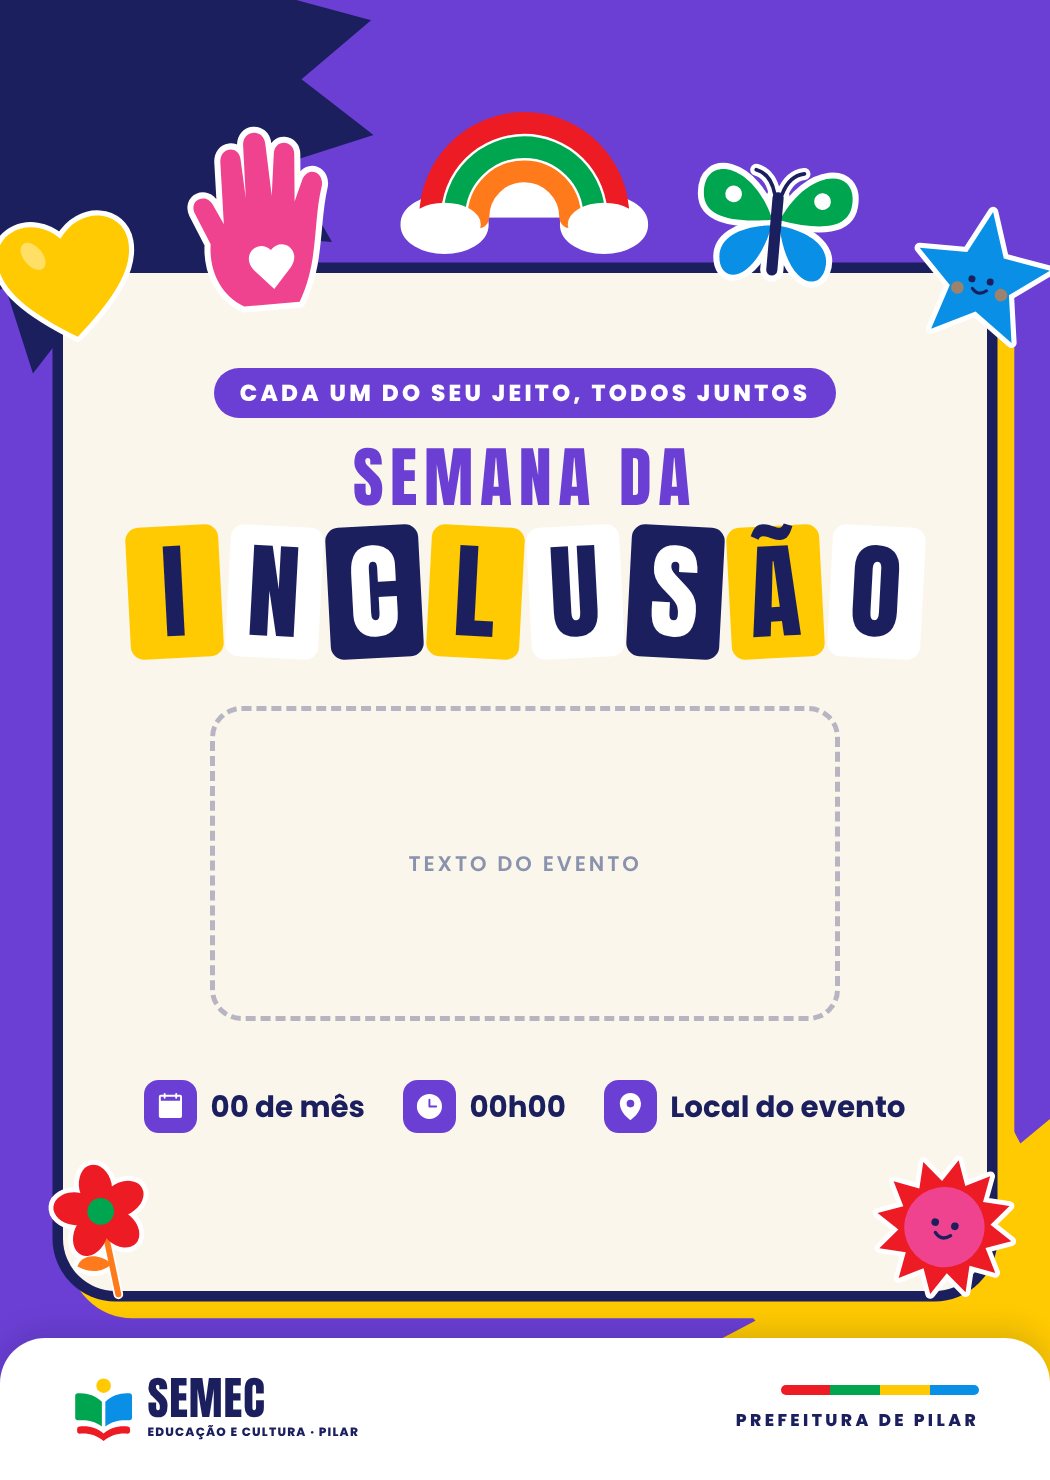 CADA UM DO SEU JEITO, TODOS JUNTOS
SEMANA DA
INCLUSÃO
TEXTO DO EVENTO
00 de mês 00h00 Local do evento
SEMEC
EDUCAÇÃO E CULTURA · PILAR
PREFEITURA DE PILAR